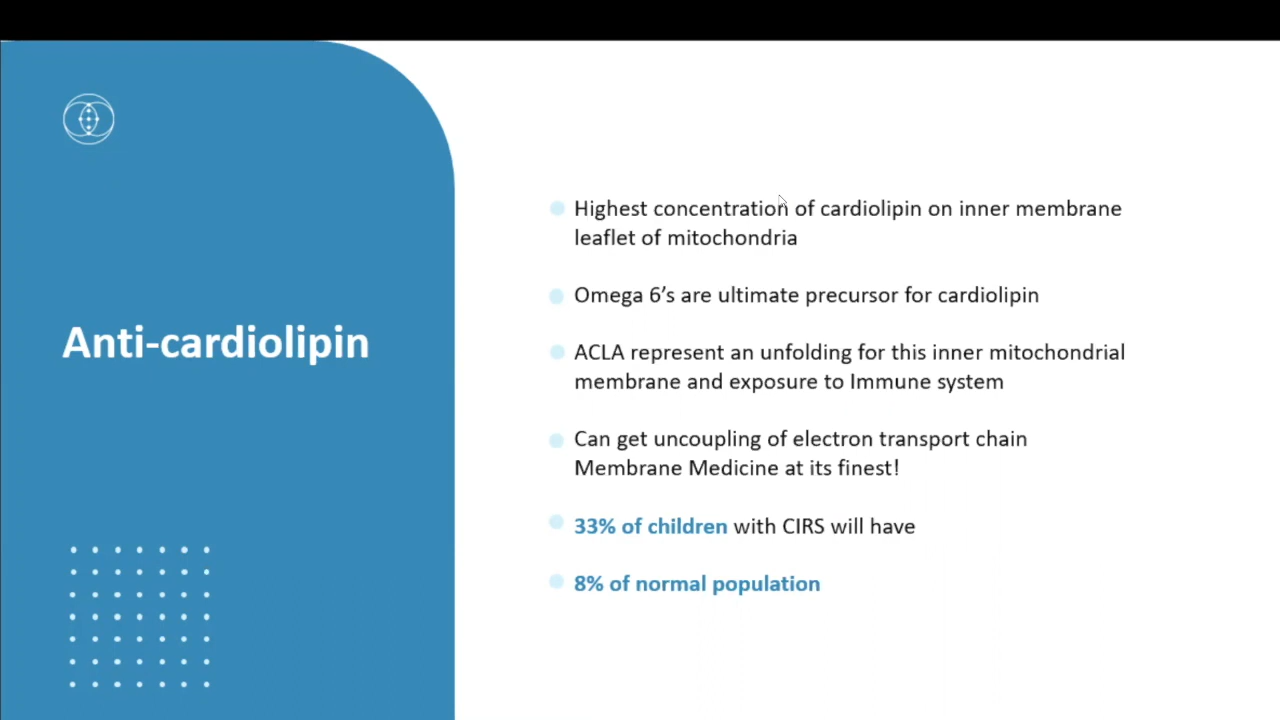 Anti-cardiolipin
Highest concentration of cardiolipin on inner membrane
leaflet of mitochondria
Omega 6’s are ultimate precursor for cardiolipin
ACLA represent an unfolding for this inner mitochondrial
membrane and exposure to Immune system
Can get uncoupling of electron transport chain
Membrane Medicine at its finest!
33% of children with CIRS will have
8% of normal population